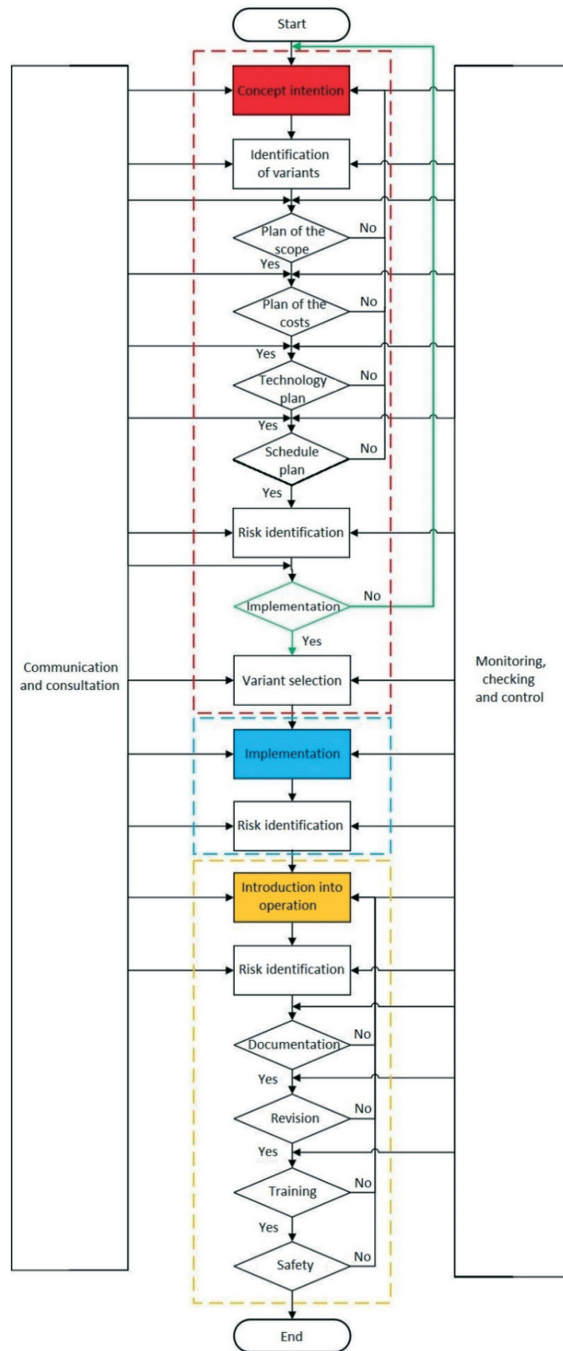 Start
Concept intention
Identification
of variants
Plan of the
scope
No
Yes
Plan of the
costs
No
Yes
Technology
plan
No
Yes
Schedule
plan
No
Yes
Risk identification
Implementation
No
Yes
Communication
and consultation
Variant selection
Monitoring,
checking
and control
Implementation
Risk identification
Introduction into
operation
Risk identification
Documentation
No
Yes
Revision
No
Yes
Training
No
Yes
Safety
No
End